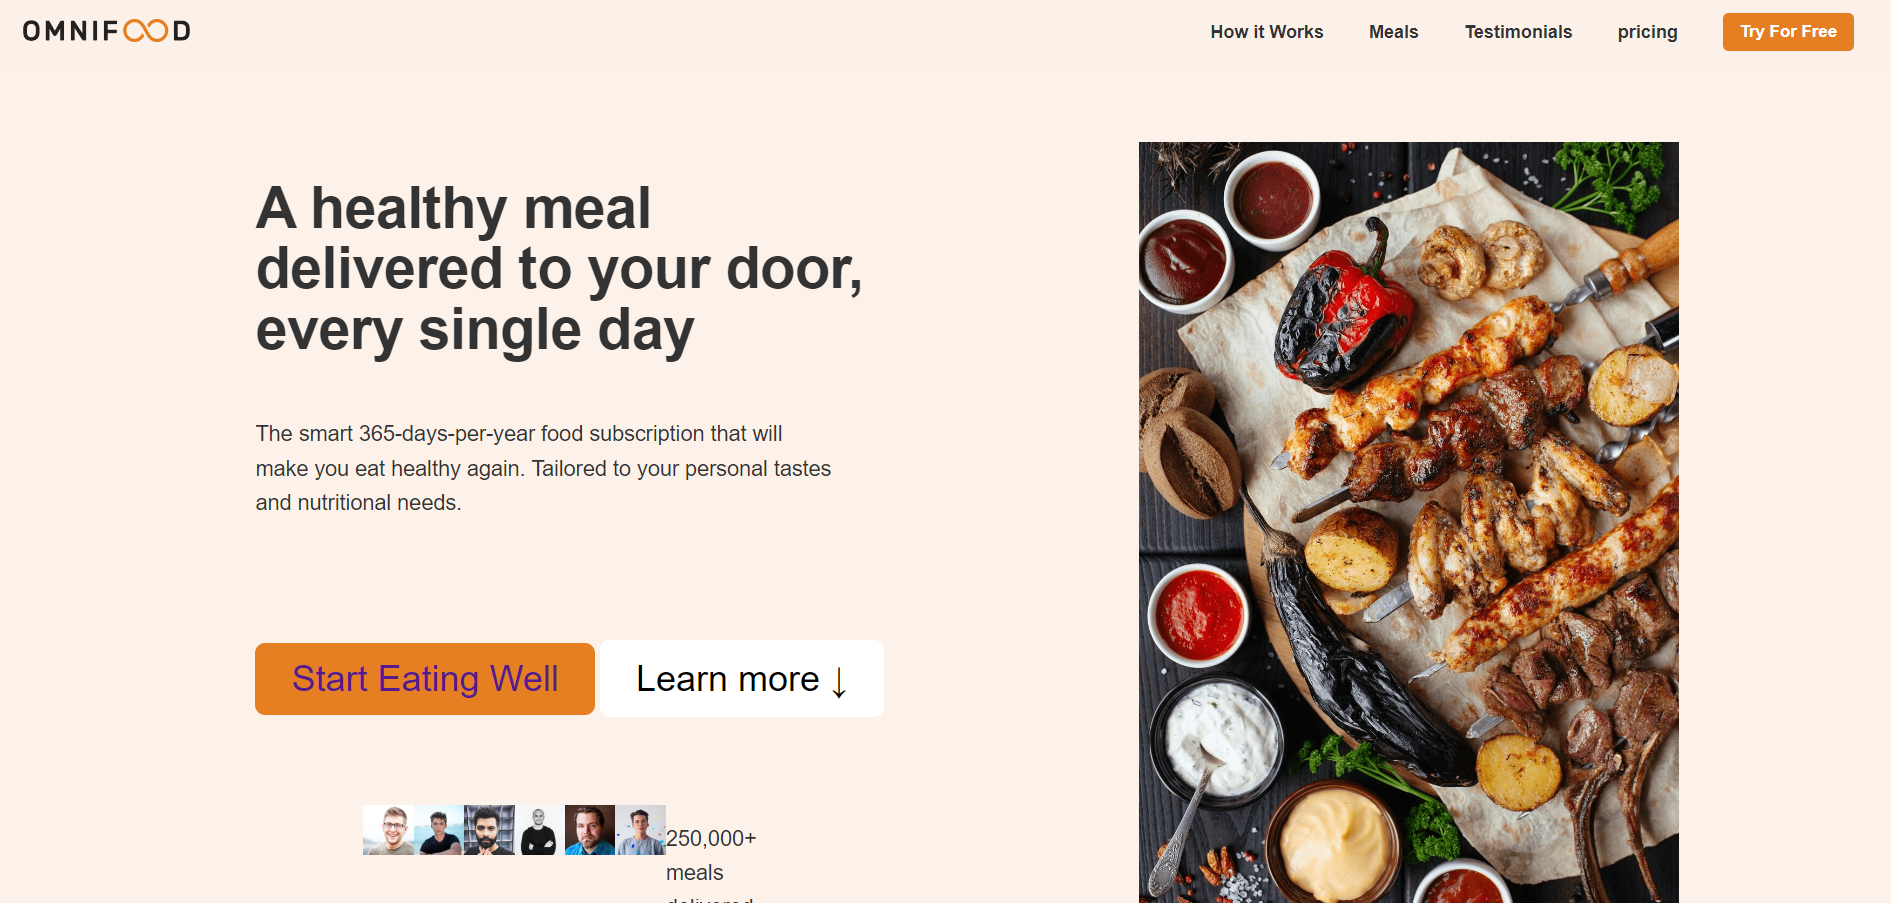 OMNIFOOD
How it Works
Meals
Testimonials
pricing
Try For Free
A healthy meal
delivered to your door,
every single day
The smart 365-days-per-year food subscription that will
make you eat healthy again. Tailored to your personal tastes
and nutritional needs.
Start Eating Well
Learn more ↓
250,000+
meals
delivered